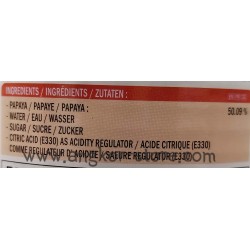 INGREDIENTS / INGRÉDIENTS / ZUTATEN :
- PAPAYA / PAPAYE / PAPAYA : 50.09 %
- WATER / EAU / WASSER
- SUGAR / SUCRE / ZUCKER
- CITRIC ACID (E330) AS ACIDITY REGULATOR / ACIDE CITRIQUE (E330)
COMME REGULATEUR D' ACIDITE - SAEURE REGULATOR E330